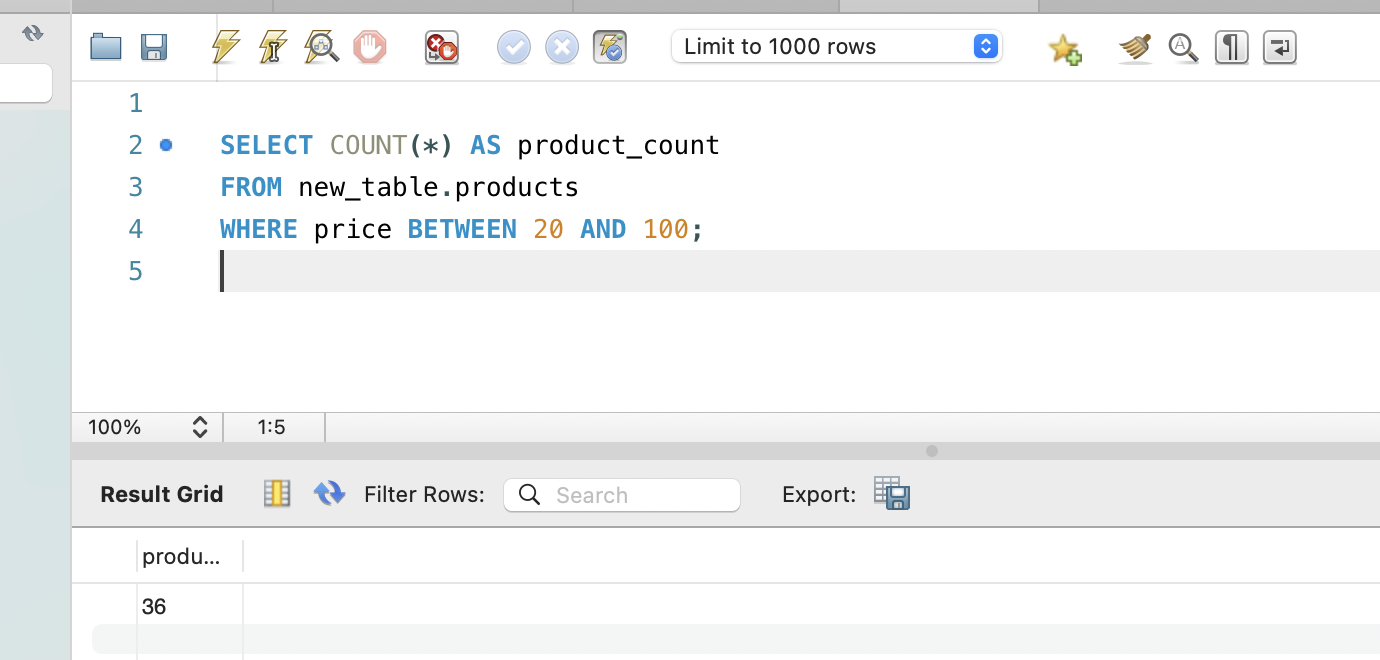 Limit to 1000 rows
1
2 SELECT COUNT(*) AS product_count
3 FROM new_table.products
4 WHERE price BETWEEN 20 AND 100;
5
100% 1:5
Result Grid Filter Rows: Search Export:
produ...
36